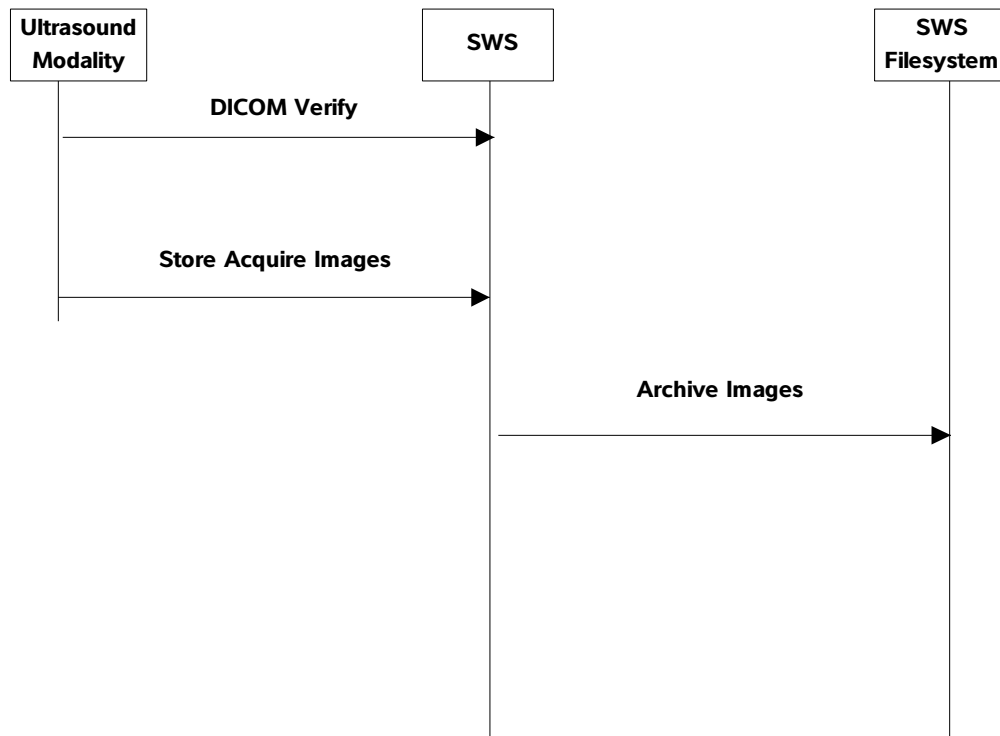 Ultrasound
Modality
SWS
SWS
Filesystem
DICOM Verify
Store Acquire Images
Archive Images